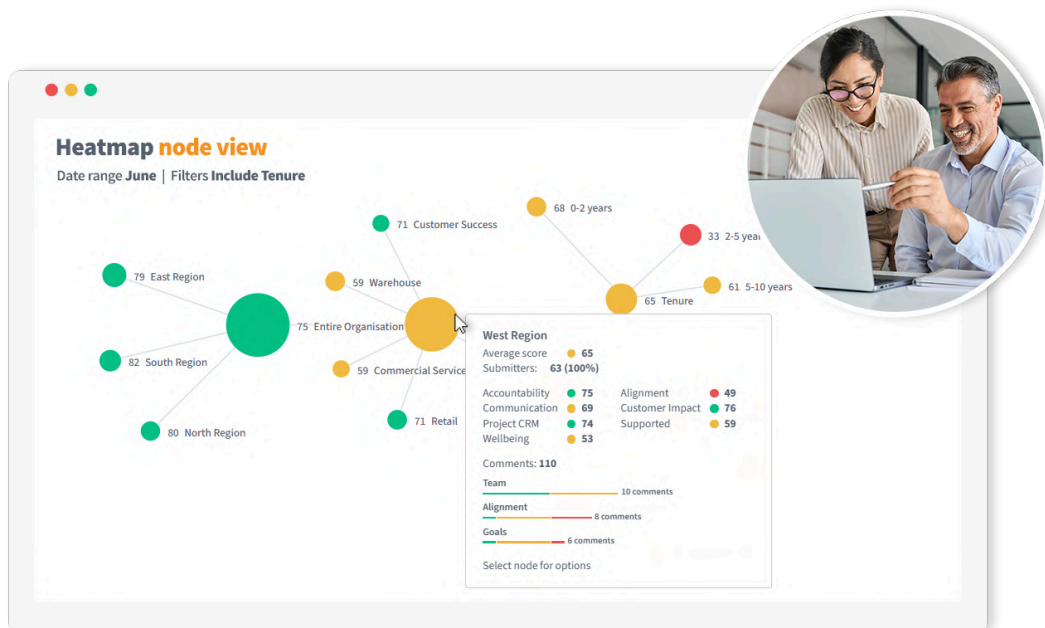 Heatmap node view
Date range June | Filters Include Tenure
68 0-2 years
71 Customer Success
33 2-5
79 East Region
59 Warehouse
61 5-10 years
65 Tenure
75 Entire Organisation
82 South Region
59 Commercial Service
71 Retail
80 North Region
West Region
Average score 65
Submitters: 63 (100%)
Accountability 75 Alignment 49
Communication 69 Customer Impact 76
Project CRM 74 Supported 59
Wellbeing 53
Comments: 110
Team
10 comments
Alignment
8 comments
Goals
6 comments
Select node for options